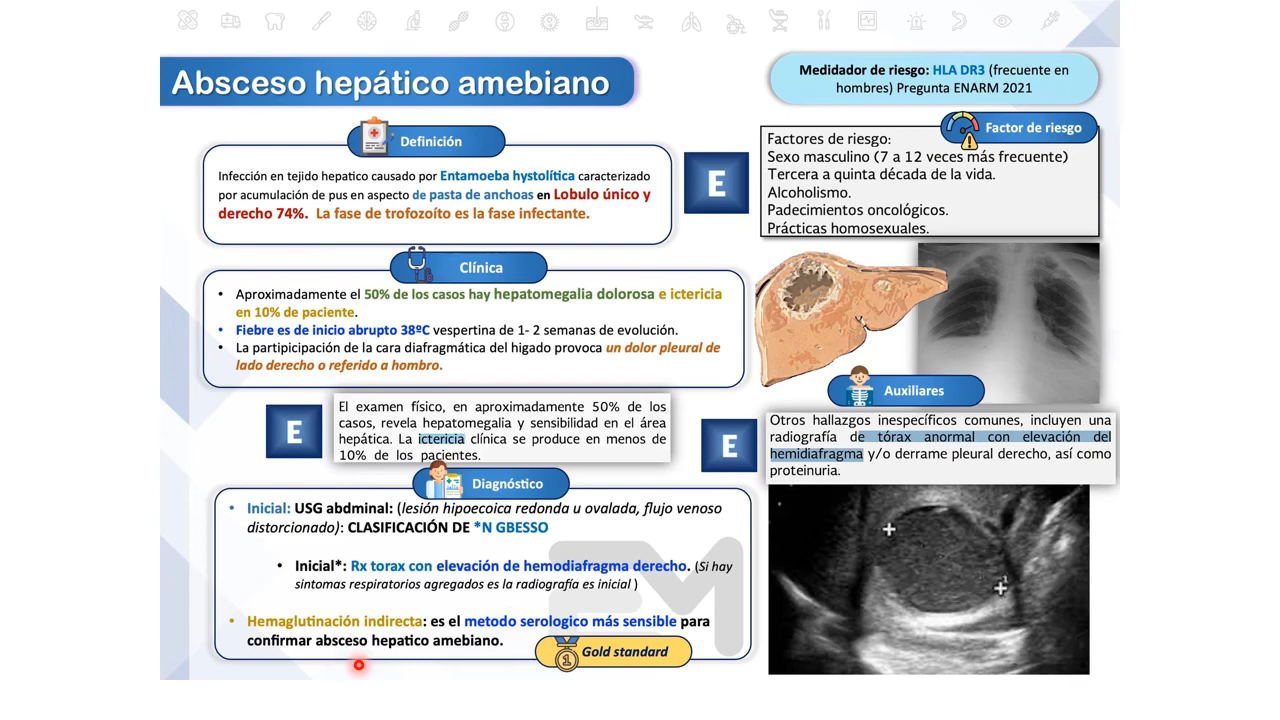 Absceso hepático amebiano
Medidador de riesgo: HLA DR3 (frecuente en
hombres) Pregunta ENARM 2021
Definición
Infección en tejido hepatico causado por Entamoeba hystolítica caracterizado
por acumulación de pus en aspecto de pasta de anchoas en Lobulo único y
derecho 74%. La fase de trofozoíto es la fase infectante.
E
Factor de riesgo
Factores de riesgo:
Sexo masculino (7 a 12 veces más frecuente)
Tercera a quinta década de la vida.
Alcoholismo.
Padecimientos oncológicos.
Prácticas homosexuales.
Clínica
• Aproximadamente el 50% de los casos hay hepatomegalia dolorosa e ictericia
en 10% de paciente.
• Fiebre es de inicio abrupto 38ºC vespertina de 1- 2 semanas de evolución.
• La partipicipación de la cara diafragmática del higado provoca un dolor pleural de
lado derecho o referido a hombro.
E
El examen físico, en aproximadamente 50% de los
casos, revela hepatomegalia y sensibilidad en el área
hepática. La ictericia clínica se produce en menos de
10% de los pacientes.
Auxiliares
E
Otros hallazgos inespecíficos comunes, incluyen una
radiografía de tórax anormal con elevación del
hemidiafragma y/o derrame pleural derecho, así como
proteinuria.
Diagnóstico
• Inicial: USG abdminal: (lesión hipoecoica redonda u ovalada, flujo venoso
distorcionado): CLASIFICACIÓN DE *N GBESSO
• Inicial*: Rx torax con elevación de hemodiafragma derecho. (Si hay
sintomas respiratorios agregados es la radiografía es inicial )
• Hemaglutinación indirecta: es el metodo serologico más sensible para
confirmar absceso hepatico amebiano.
1
Gold standard
EM